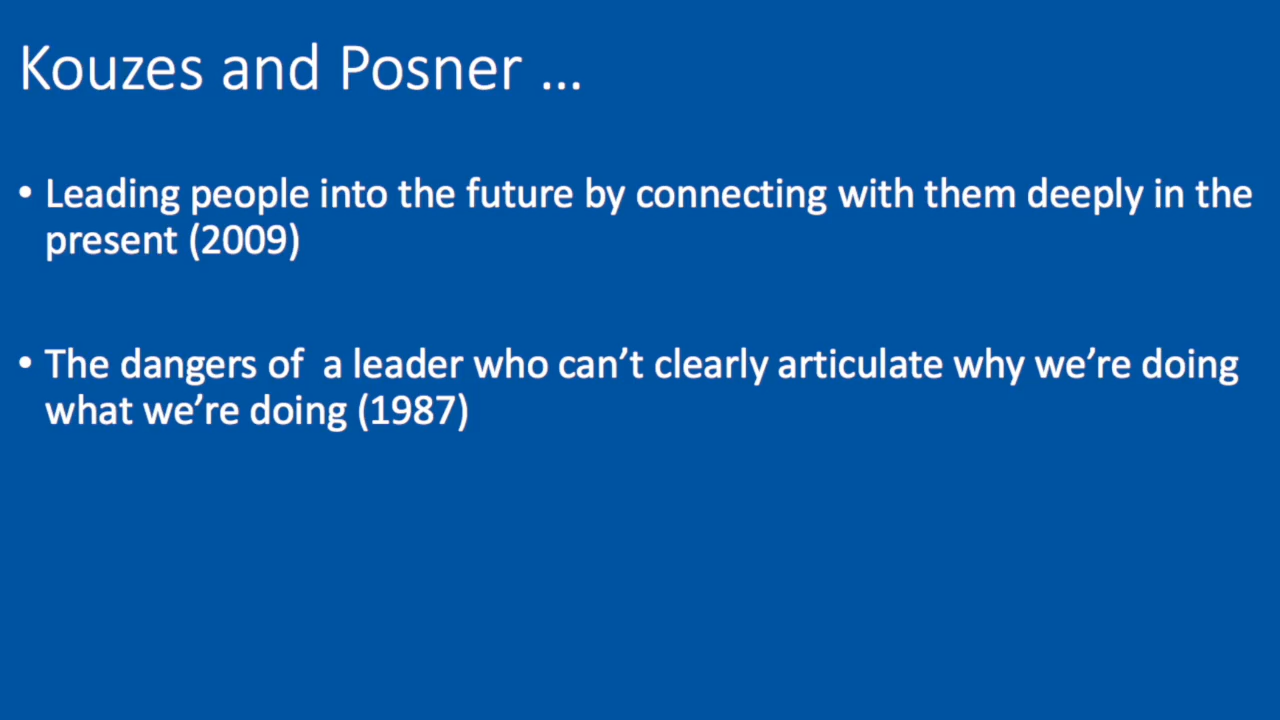 Kouzes and Posner ...
• Leading people into the future by connecting with them deeply in the
present (2009)
• The dangers of  a leader who can’t clearly articulate why we’re doing
what we’re doing (1987)